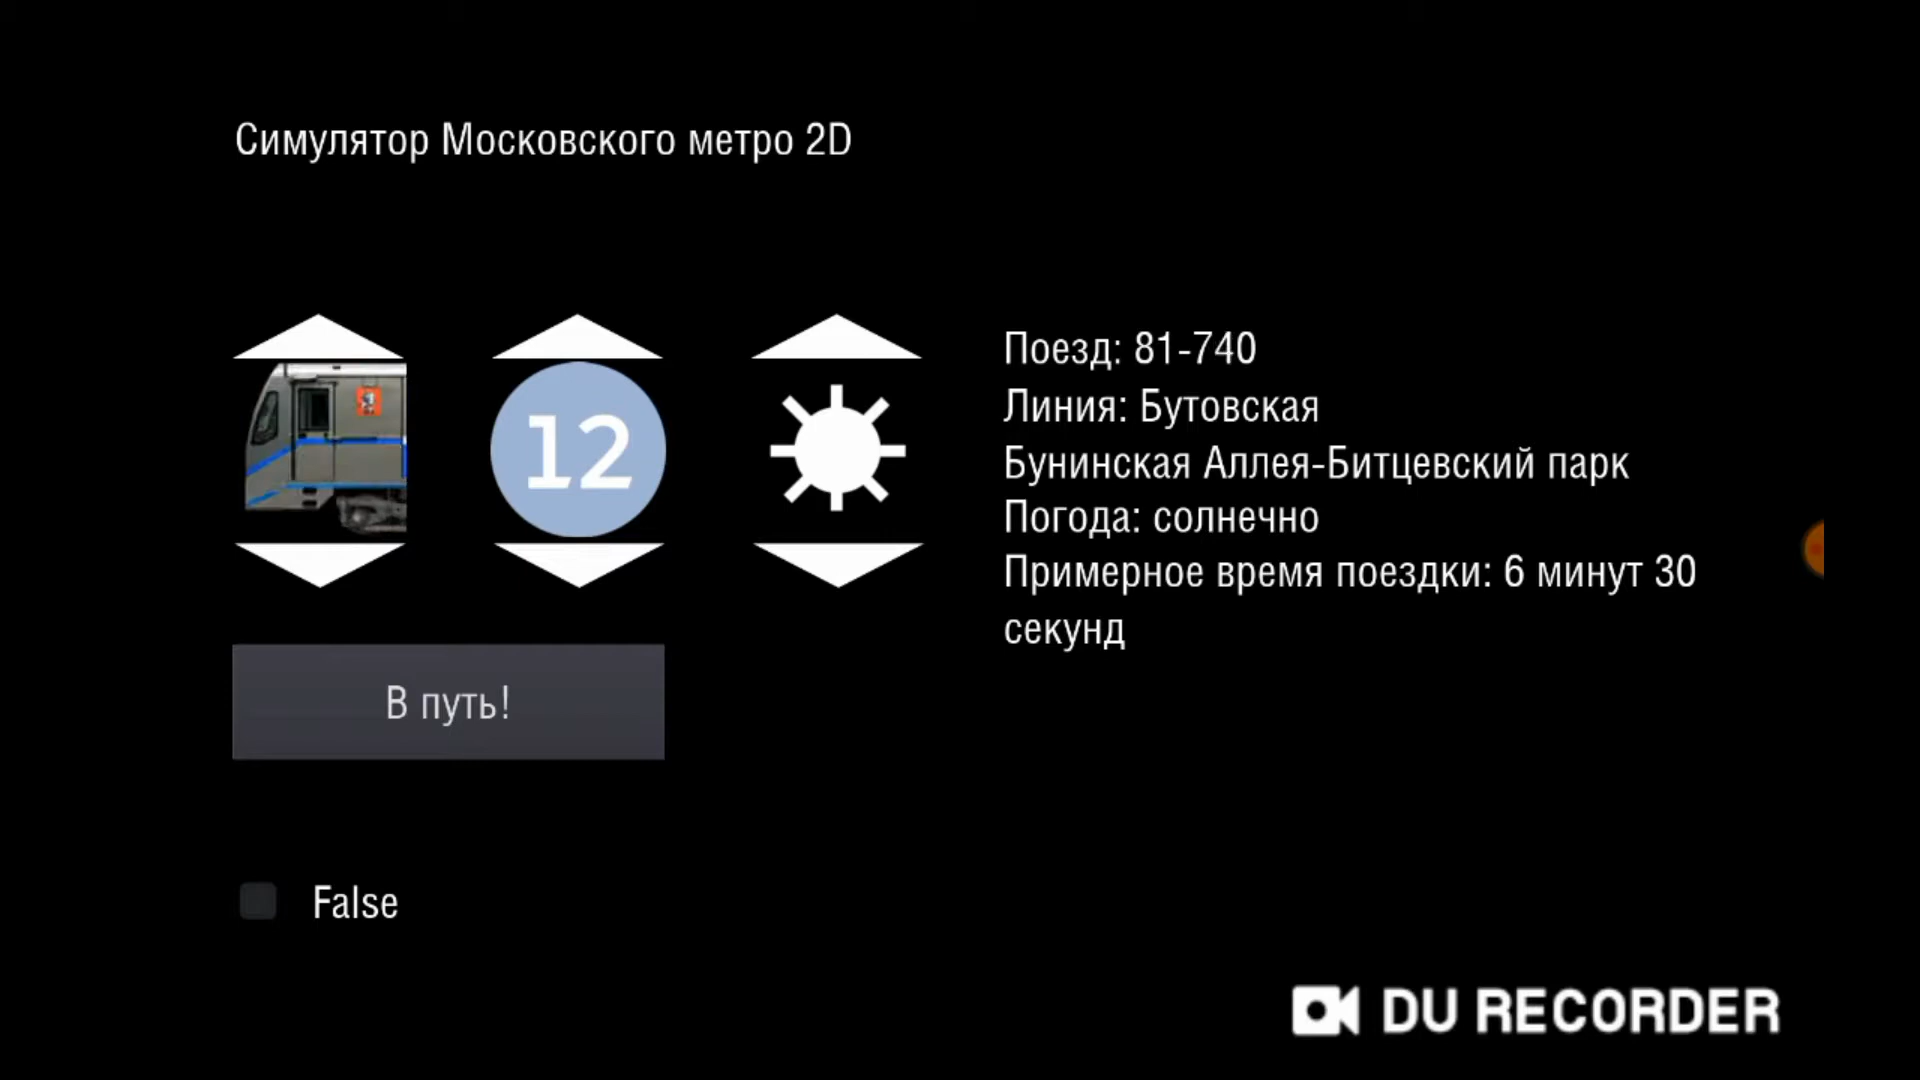 Симулятор Московского метро 2D
12
Поезд: 81-740
Линия: Бутовская
Бунинская Аллея-Битцевский парк
Погода: солнечно
Примерное время поездки: 6 минут 30
секунд
В путь!
False
DU RECORDER